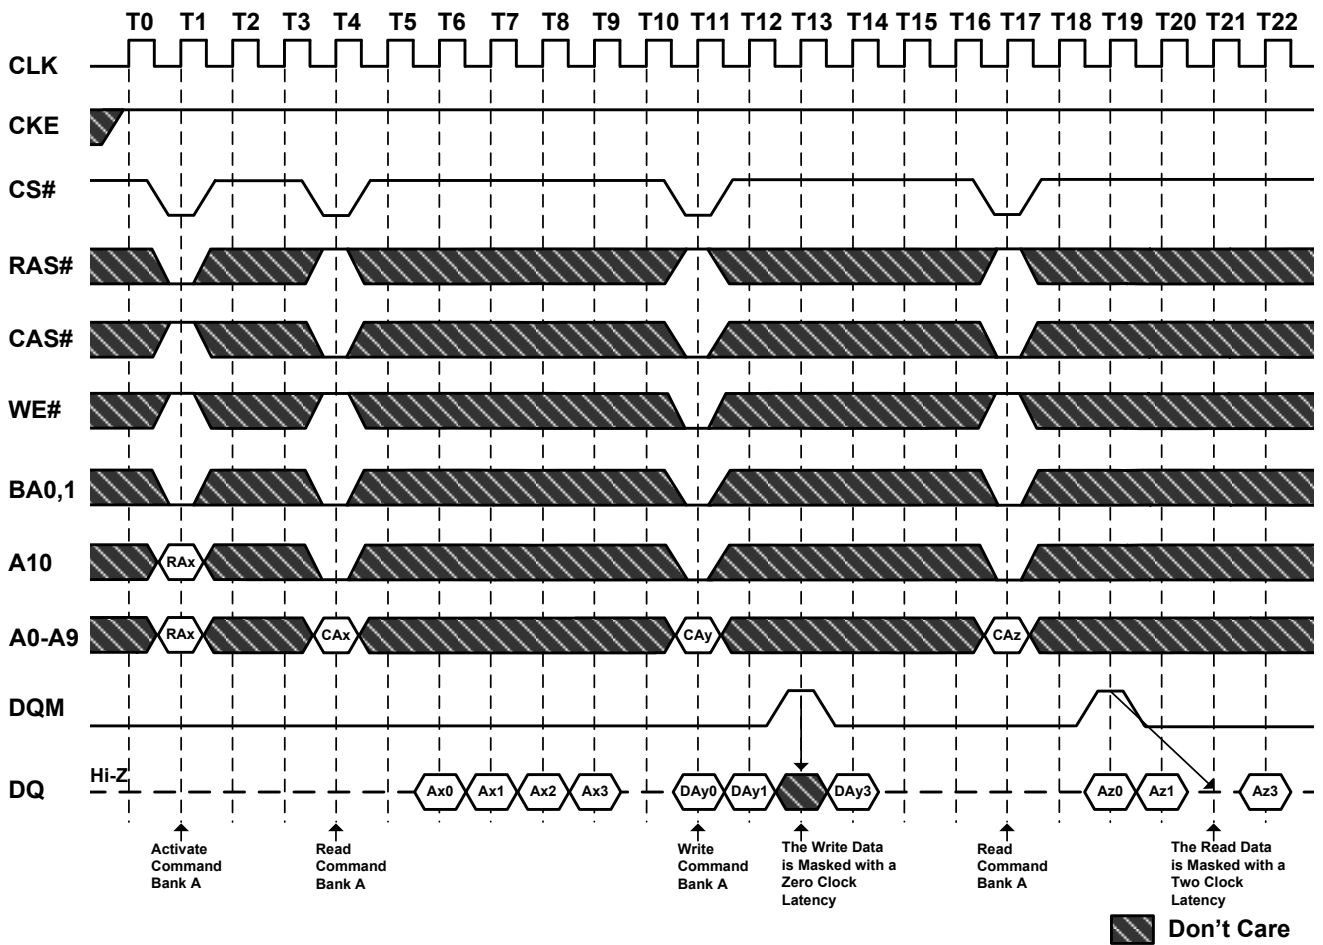 T0 T1 T2 T3 T4 T5 T6 T7 T8 T9 T10 T11 T12 T13 T14 T15 T16 T17 T18 T19 T20 T21 T22
CLK
CKE
CS#
RAS#
CAS#
WE#
BA0,1
A10 RAx
A0-A9 RAx CAx CAy CAz
DQM
DQ Hi-Z Ax0 Ax1 Ax2 Ax3 DAy0 DAy1 DAy3 Az0 Az1 Az3
Activate
Command
Bank A
Read
Command
Bank A
Write
Command
Bank A
The Write Data
is Masked with a
Zero Clock
Latency
Read
Command
Bank A
The Read Data
is Masked with a
Two Clock
Latency
Don't Care